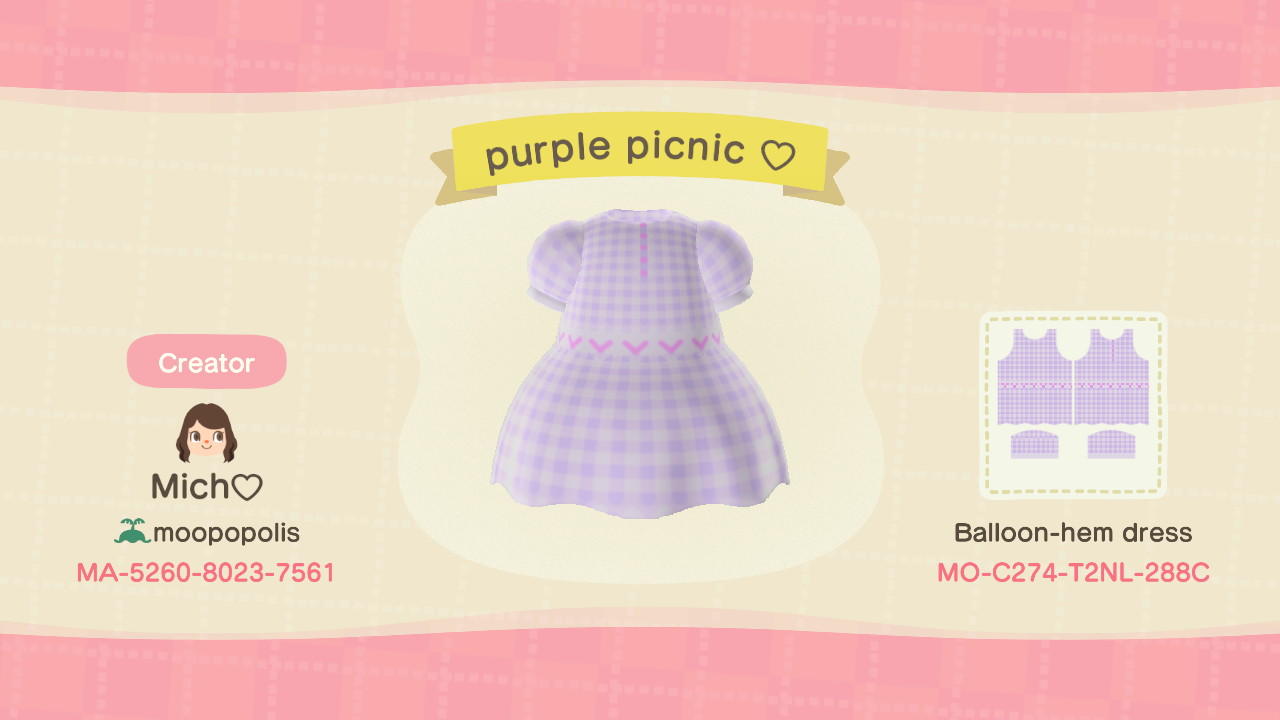 purple picnic ♡
Creator
Mich♡
moopopolis
MA-5260-8023-7561
Balloon-hem dress
MO-C274-T2NL-288C